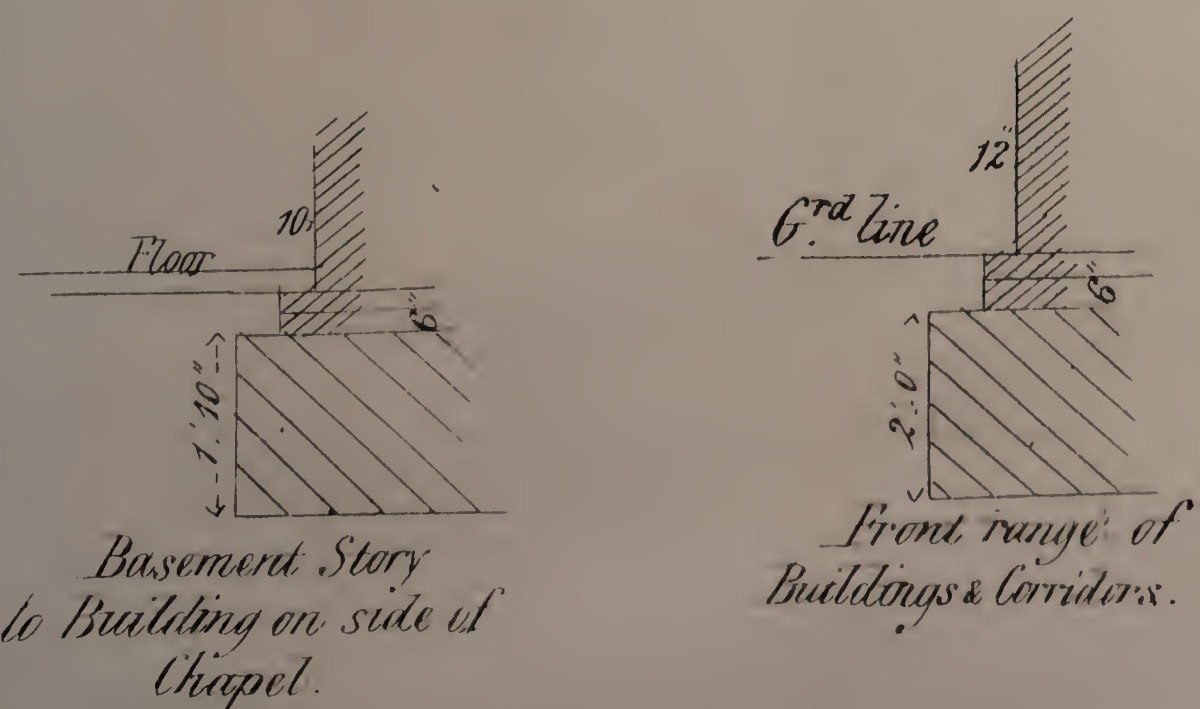 Floor
10"
6"
1'.10"
Basement Story
to Building on side of
Chapel.
12"
G.rd line
6"
2'.0"
Front range of
Buildings & Corridors.